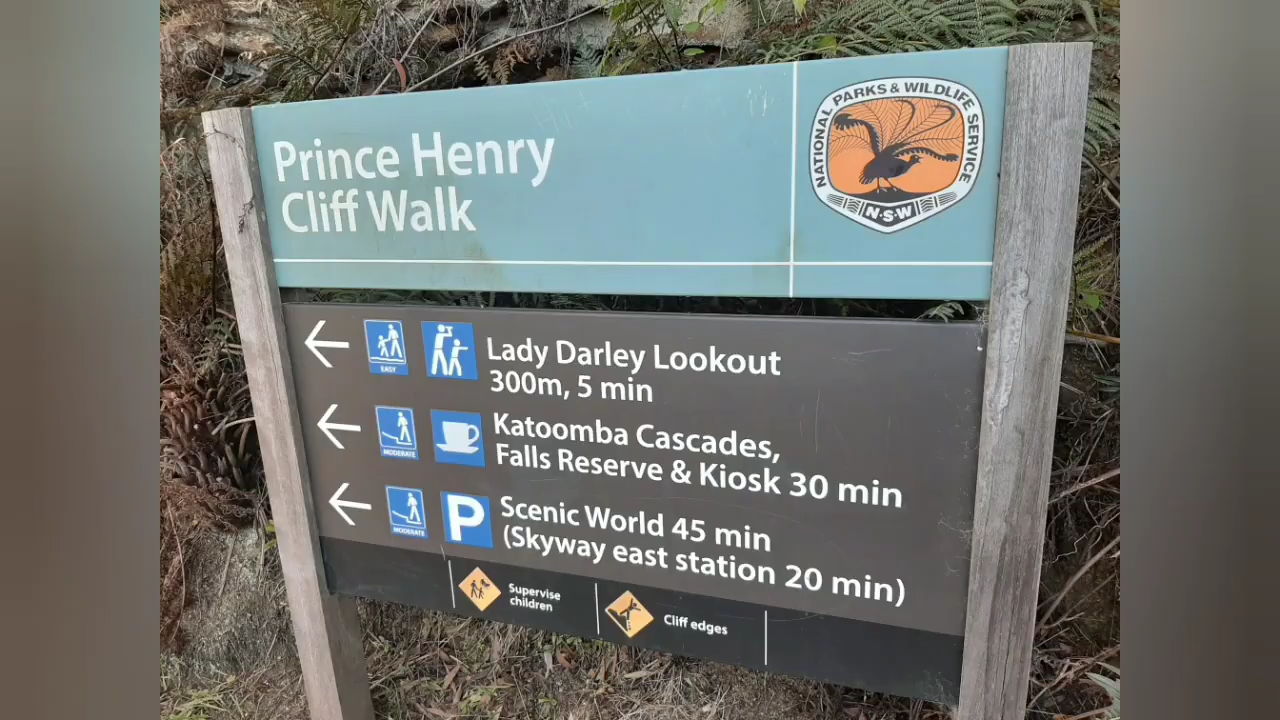 Prince Henry
Cliff Walk
NATIONAL PARKS & WILDLIFE SERVICE
N·S·W
EASY
Lady Darley Lookout
300m, 5 min
MODERATE
Katoomba Cascades,
Falls Reserve & Kiosk 30 min
MODERATE
P
Scenic World 45 min
(Skyway east station 20 min)
Supervise
children
Cliff edges